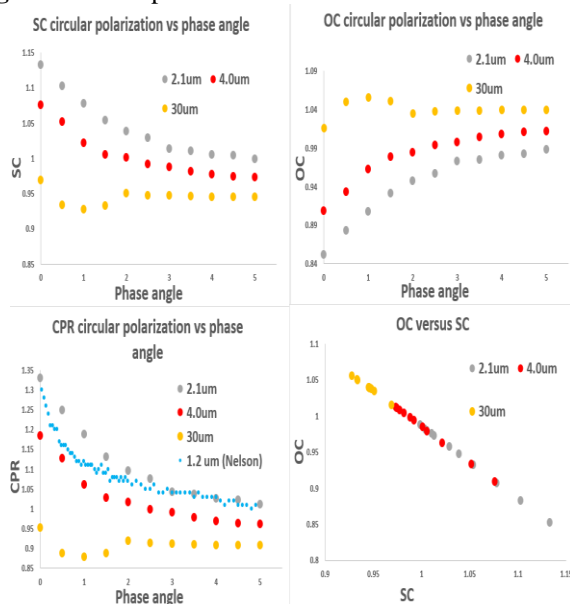 SC circular polarization vs phase angle
1.15
1.1
1.05
1
0.95
0.9
0.85
SC
2.1um
4.0um
30um
0 1 2 3 4 5
Phase angle
OC circular polarization vs phase angle
1.09
1.04
0.99
0.94
0.89
0.84
OC
2.1um
4.0um
30um
0 1 2 3 4 5
Phase angle
CPR circular polarization vs phase
angle
1.35
1.3
1.25
1.2
1.15
1.1
1.05
1
0.95
0.9
0.85
CPR
2.1um
4.0um
30um
1.2 um (Nelson)
0 1 2 3 4 5
Phase angle
OC versus SC
1.1
1.05
1
0.95
0.9
0.85
0.8
OC
2.1um
4.0um
30um
0.9 0.95 1 1.05 1.1 1.15
SC